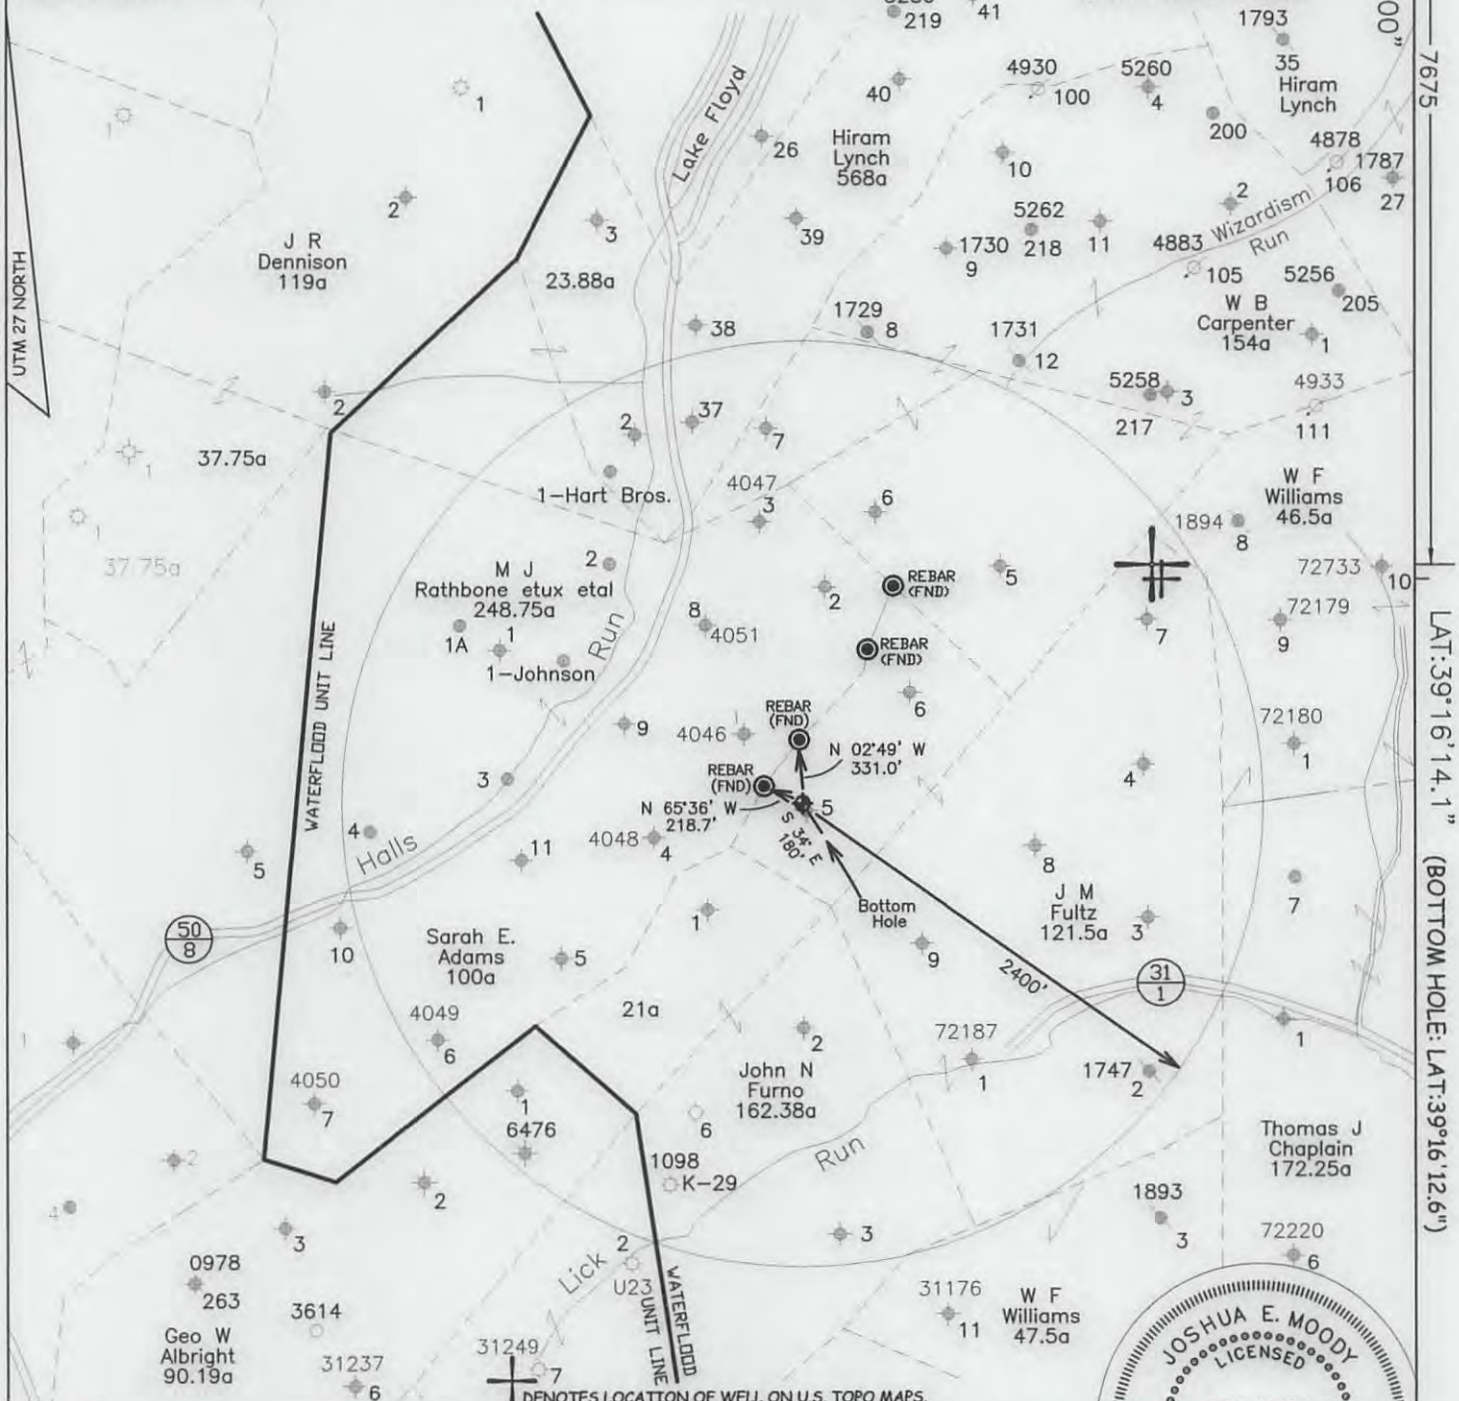 5280
219
41
1793
35
Hiram
Lynch
00"
7675
4930
100
5260
4
200
4878
106
1787
27
40
26
Hiram
Lynch
568a
Lake Floyd
10
2
Wizardism
Run
1
1
2
3
J R
Dennison
119a
23.88a
39
1730
9
5262
218
11
4883
105
5256
205
W B
Carpenter
154a
1
UTM 27 NORTH
38
1729
8
1731
12
5258
3
217
4933
111
2
37.75a
1
2
37
7
1-Hart Bros.
4047
3
6
W F
Williams
46.5a
1894
8
1
37.75a
M J
Rathbone etux etal
248.75a
2
1A
1
1-Johnson
Run
8
4051
2
REBAR
(FND)
5
REBAR
(FND)
7
72733
10
72179
9
WATERFLOOD UNIT LINE
9
4046
1
REBAR
(FND)
6
N 02°49' W
331.0'
72180
1
4
3
REBAR
(FND)
N 65°36' W
218.7'
5
S 34° E
180'
LAT:39°16'14.1"
(BOTTOM HOLE: LAT:39°16'12.6")
4
Halls
5
11
4048
4
8
J M
Fultz
121.5a
7
Bottom
Hole
1
3
9
50
8
10
Sarah E.
Adams
100a
5
2400'
31
1
21a
1
4049
6
2
72187
1
1747
2
1
4050
7
1
6476
John N
Furno
162.38a
6
Run
Thomas J
Chaplain
172.25a
2
1098
K-29
2
4
3
1893
3
72220
6
3
0978
263
Lick
2
U23
WATERFLOOD
UNIT LINE
Geo W
Albright
90.19a
3614
31237
6
31249
7
31176
11
W F
Williams
47.5a
JOSHUA E. MOODY
LICENSED
DENOTES LOCATION OF WELL ON U.S. TOPO MAPS.